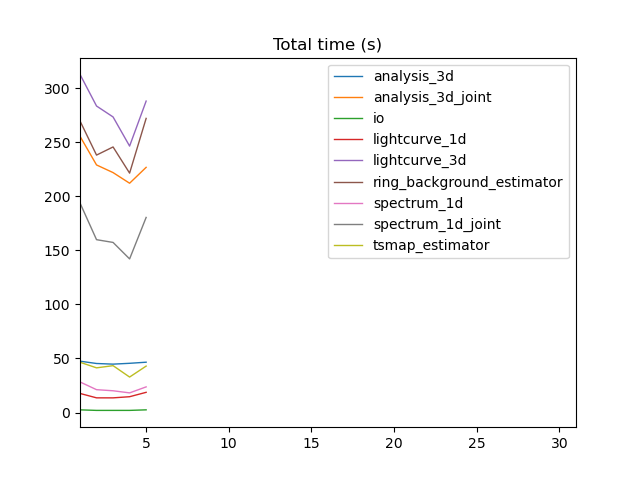 Total time (s)
300
250
200
150
100
50
0
analysis_3d
analysis_3d_joint
io
lightcurve_1d
lightcurve_3d
ring_background_estimator
spectrum_1d
spectrum_1d_joint
tsmap_estimator
5 10 15 20 25 30